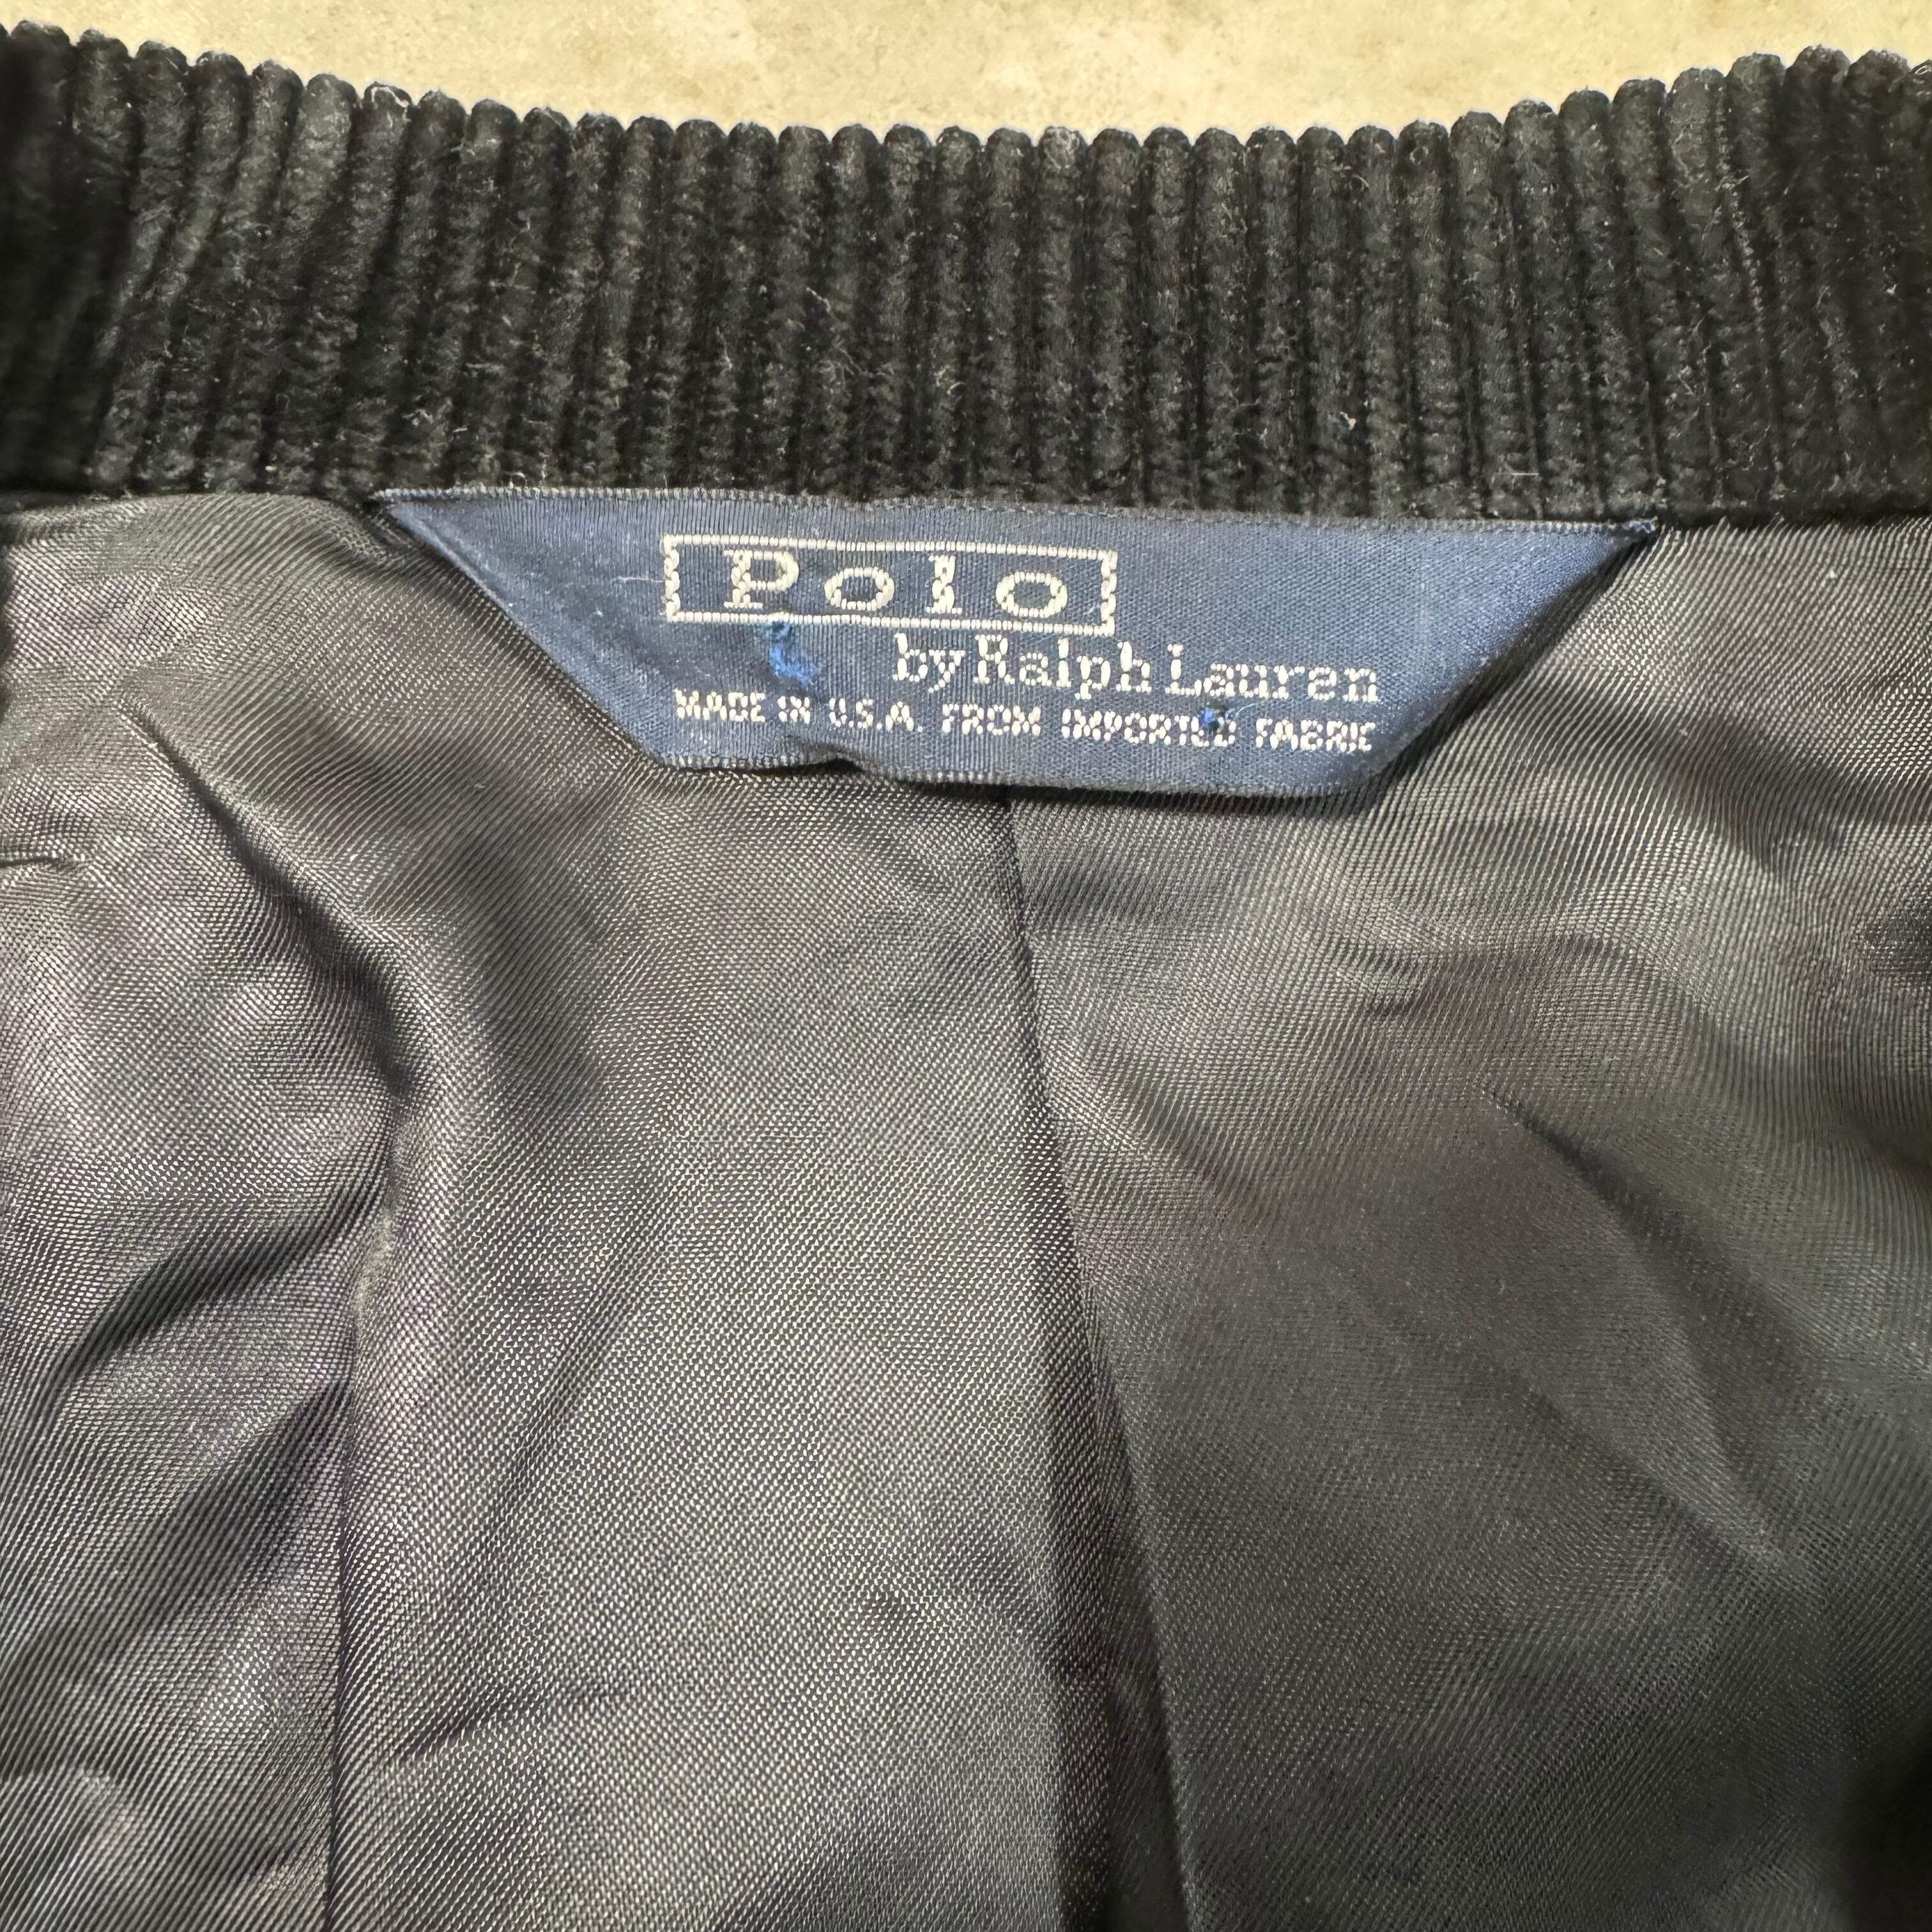 Polo
by Ralph Lauren
MADE IN U.S.A. FROM IMPORTED FABRIC